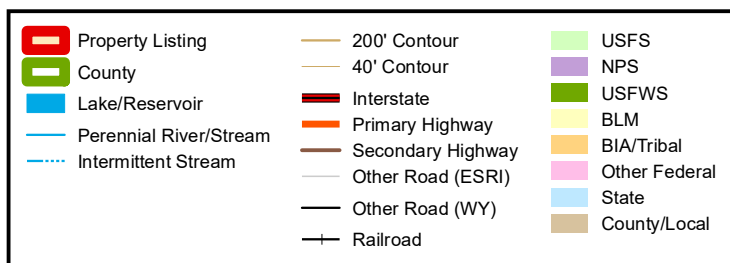 Property Listing
County
Lake/Reservoir
Perennial River/Stream
Intermittent Stream
200' Contour
40' Contour
Interstate
Primary Highway
Secondary Highway
Other Road (ESRI)
Other Road (WY)
Railroad
USFS
NPS
USFWS
BLM
BIA/Tribal
Other Federal
State
County/Local